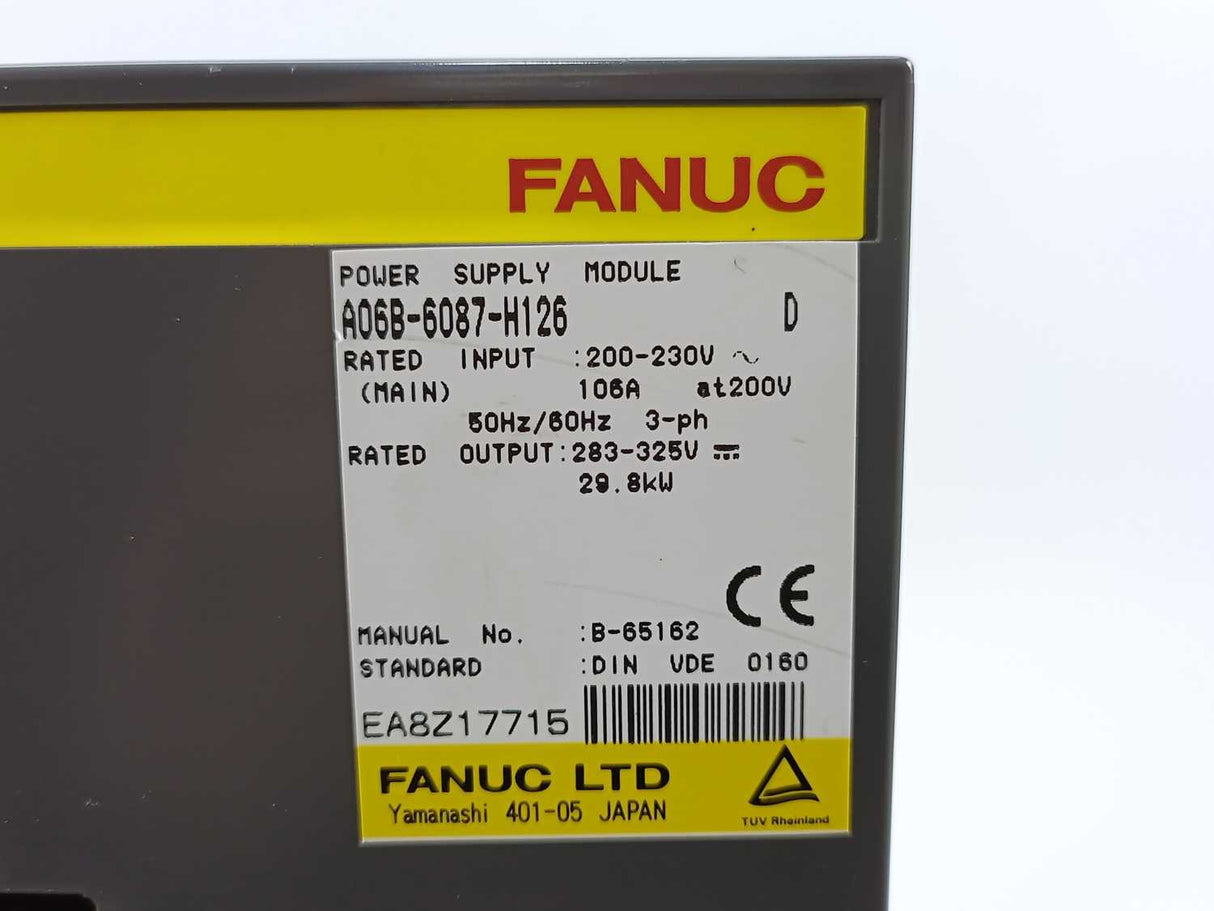 FANUC
POWER SUPPLY MODULE
A06B-6087-H126 D
RATED INPUT :200-230V ~
(MAIN) 106A at200V
50Hz/60Hz 3-ph
RATED OUTPUT:283-325V ⎓
29.8kW
CE
MANUAL No. :B-65162
STANDARD :DIN VDE 0160
EA8Z17715
FANUC LTD
Yamanashi 401-05 JAPAN
TUV Rheinland